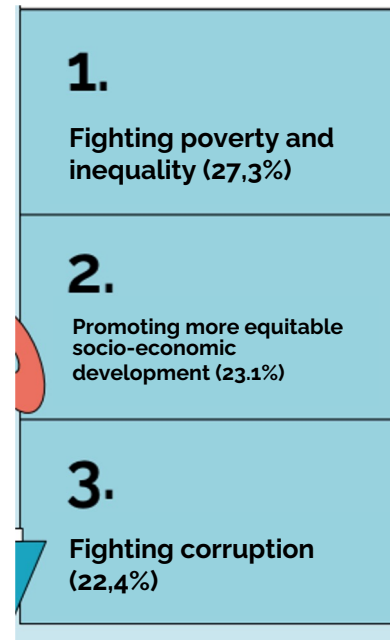 1.
Fighting poverty and
inequality (27,3%)
2.
Promoting more equitable
socio-economic
development (23.1%)
3.
Fighting corruption
(22,4%)